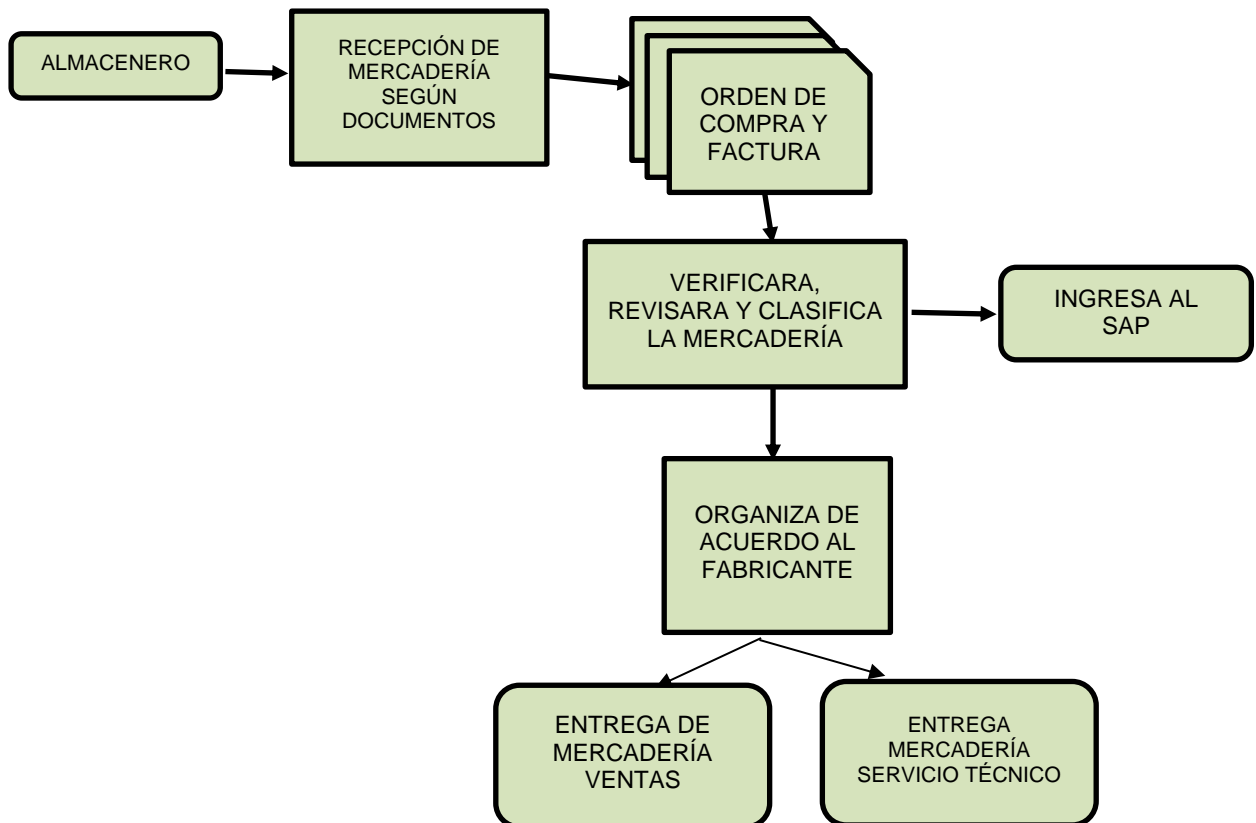 ALMACENERO
RECEPCIÓN DE
MERCADERÍA
SEGÚN
DOCUMENTOS
ORDEN DE
COMPRA Y
FACTURA
VERIFICARA,
REVISARA Y CLASIFICA
LA MERCADERÍA
INGRESA AL
SAP
ORGANIZA DE
ACUERDO AL
FABRICANTE
ENTREGA DE
MERCADERÍA
VENTAS
ENTREGA
MERCADERÍA
SERVICIO TÉCNICO